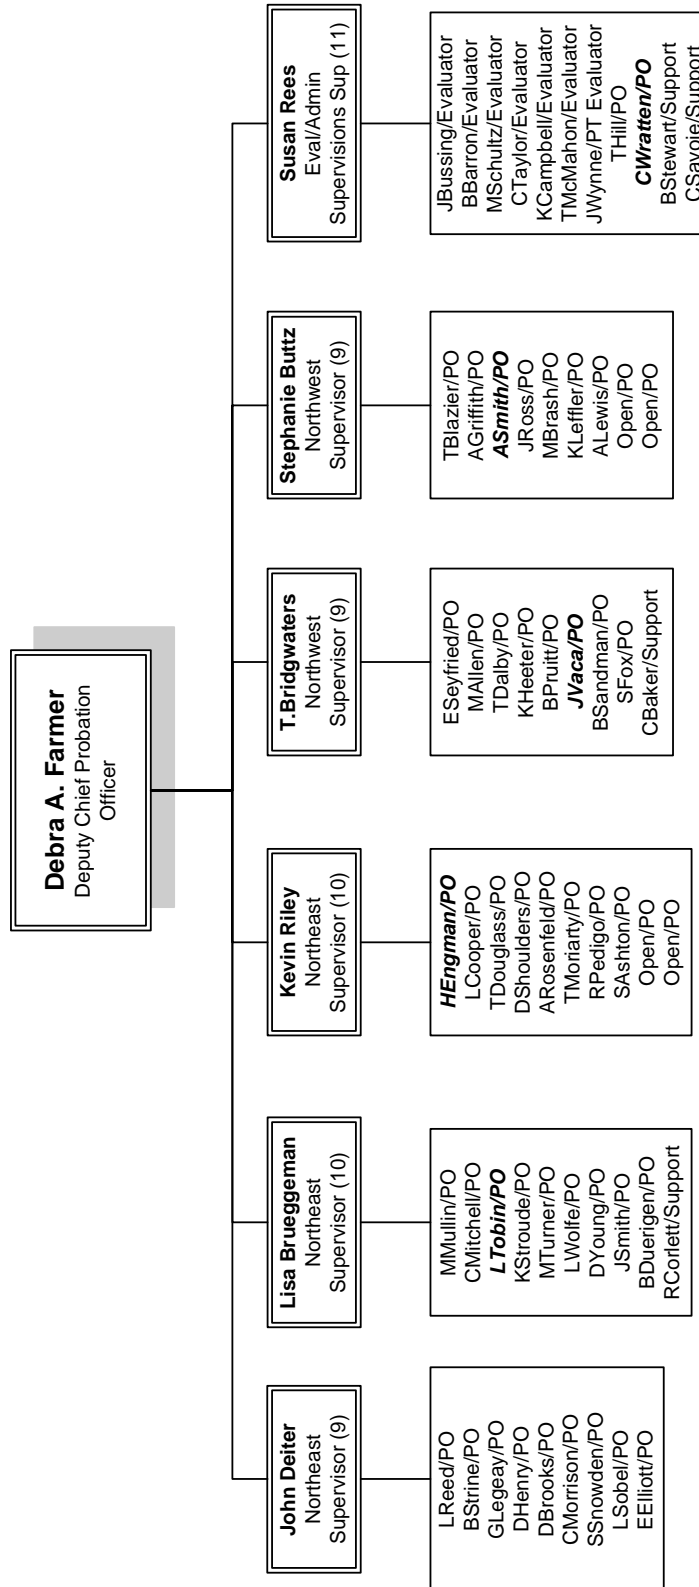 Debra A. Farmer
Deputy Chief Probation
Officer
John Deiter
Northeast
Supervisor (9)
LReed/PO
BStrine/PO
GLegeay/PO
DHenry/PO
DBrooks/PO
CMorrison/PO
SSnowden/PO
LSobel/PO
EElliott/PO
Lisa Brueggeman
Northeast
Supervisor (10)
MMullin/PO
CMitchell/PO
LTobin/PO
KStroude/PO
MTurner/PO
LWolfe/PO
DYoung/PO
JSmith/PO
BDuerigen/PO
RCorlett/Support
Kevin Riley
Northeast
Supervisor (10)
HEngman/PO
LCooper/PO
TDouglass/PO
DShoulders/PO
ARosenfeld/PO
TMoriarty/PO
RPedigo/PO
SAshton/PO
Open/PO
Open/PO
T.Bridgwaters
Northwest
Supervisor (9)
ESeyfried/PO
MAllen/PO
TDalby/PO
KHeeter/PO
BPruitt/PO
JVaca/PO
BSandman/PO
SFox/PO
CBaker/Support
Stephanie Buttz
Northwest
Supervisor (9)
TBlazier/PO
AGriffith/PO
ASmith/PO
JRoss/PO
MBrash/PO
KLeffler/PO
ALewis/PO
Open/PO
Open/PO
Susan Rees
Eval/Admin
Supervisions Sup (11)
JBussing/Evaluator
BBarron/Evaluator
MSchultz/Evaluator
CTaylor/Evaluator
KCampbell/Evaluator
TMcMahon/Evaluator
JWynne/PT Evaluator
THill/PO
CWratten/PO
BStewart/Support
CSavoie/Support